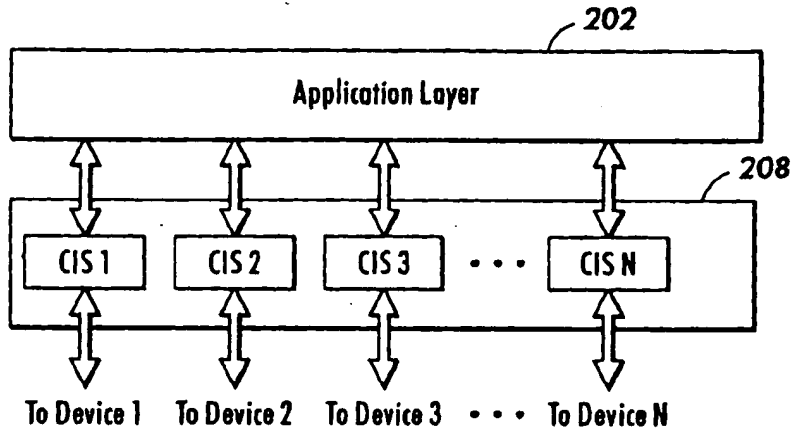 202
Application Layer
208
CIS 1 CIS 2 CIS 3 • • • CIS N
To Device 1 To Device 2 To Device 3 • • • To Device N